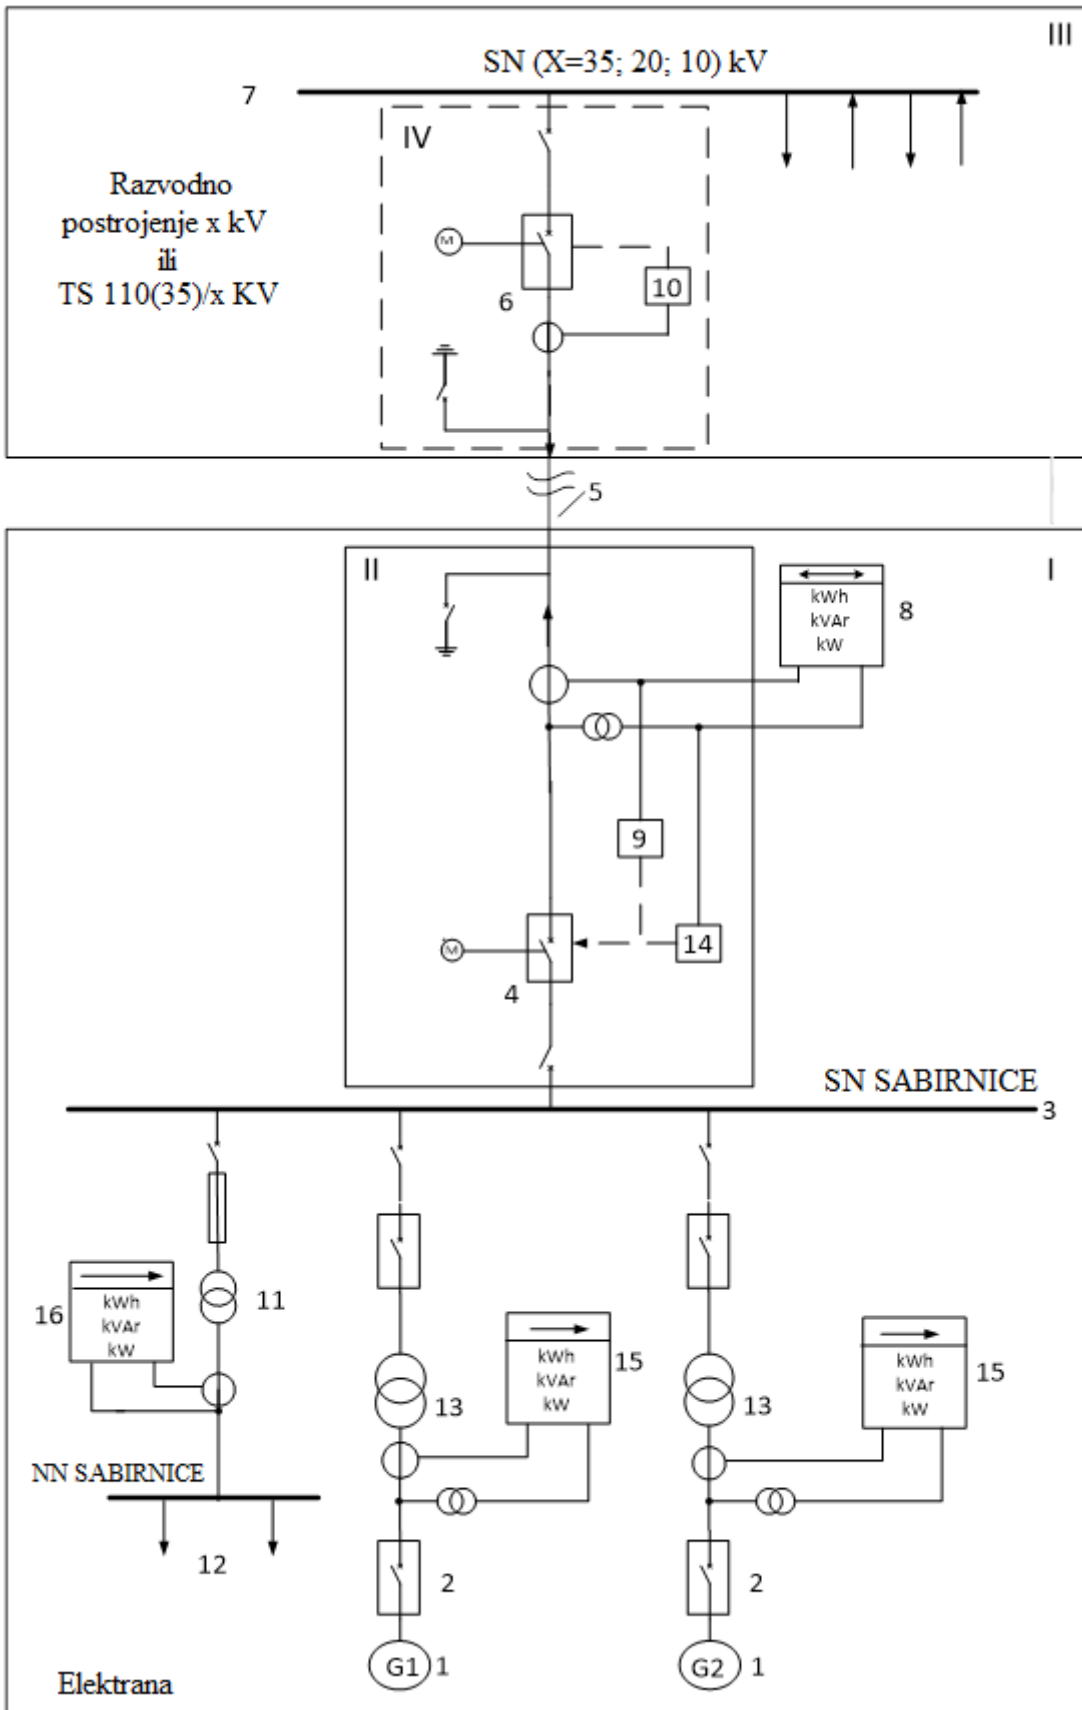 III
SN (X=35; 20; 10) kV
7
IV
Razvodno
postrojenje x kV
ili
TS 110(35)/x KV
M
10
6
5
II
I
kWh
kVAr
kW
8
9
14
M
4
SN SABIRNICE
3
16
kWh
kVAr
kW
11
kWh
kVAr
kW
15
kWh
kVAr
kW
15
13
13
NN SABIRNICE
12
2
2
G1
1
G2
1
Elektrana